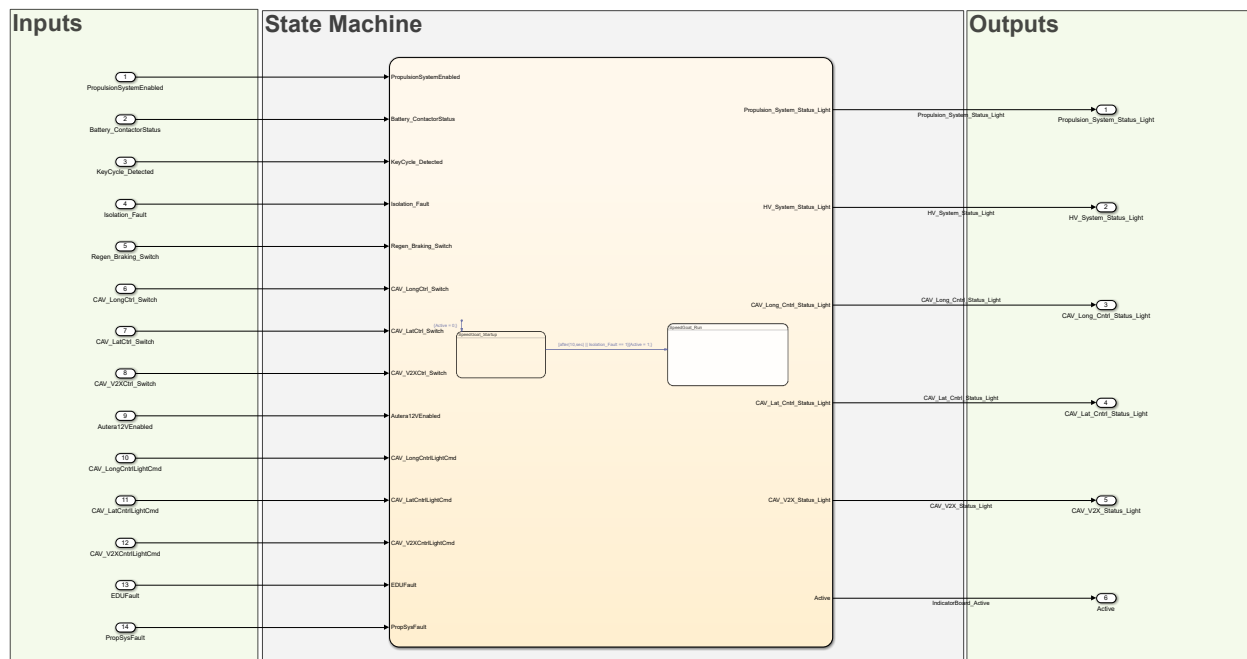 Inputs
State Machine
Outputs
1
PropulsionSystemEnabled
2
Battery_ContactorStatus
3
KeyCycle_Detected
4
Isolation_Fault
5
Regen_Braking_Switch
6
CAV_LongCtrl_Switch
7
CAV_LatCtrl_Switch
8
CAV_V2XCtrl_Switch
9
Autera12VEnabled
10
CAV_LongCntrlLightCmd
11
CAV_LatCntrlLightCmd
12
CAV_V2XCntrlLightCmd
13
EDUFault
14
PropSysFault
PropulsionSystemEnabled
Battery_ContactorStatus
KeyCycle_Detected
Isolation_Fault
Regen_Braking_Switch
CAV_LongCtrl_Switch
CAV_LatCtrl_Switch
CAV_V2XCtrl_Switch
Autera12VEnabled
CAV_LongCntrlLightCmd
CAV_LatCntrlLightCmd
CAV_V2XCntrlLightCmd
EDUFault
PropSysFault
SpeedGoat_Startup
SpeedGoat_Run
Propulsion_System_Status_Light
HV_System_Status_Light
CAV_Long_Cntrl_Status_Light
CAV_Lat_Cntrl_Status_Light
CAV_V2X_Status_Light
Active
Propulsion_System_Status_Light
HV_System_Status_Light
CAV_Long_Cntrl_Status_Light
CAV_Lat_Cntrl_Status_Light
CAV_V2X_Status_Light
IndicatorBoard_Active
1
Propulsion_System_Status_Light
2
HV_System_Status_Light
3
CAV_Long_Cntrl_Status_Light
4
CAV_Lat_Cntrl_Status_Light
5
CAV_V2X_Status_Light
6
Active